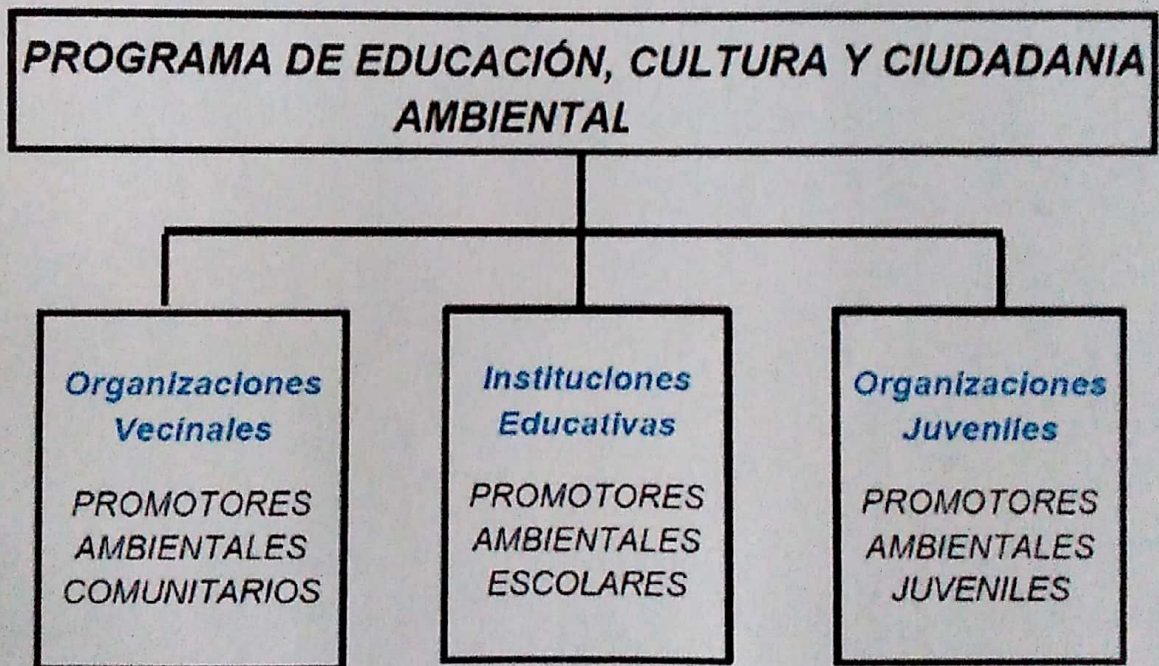 PROGRAMA DE EDUCACIÓN, CULTURA Y CIUDADANIA
AMBIENTAL
Organizaciones
Vecinales
PROMOTORES
AMBIENTALES
COMUNITARIOS
Instituciones
Educativas
PROMOTORES
AMBIENTALES
ESCOLARES
Organizaciones
Juveniles
PROMOTORES
AMBIENTALES
JUVENILES